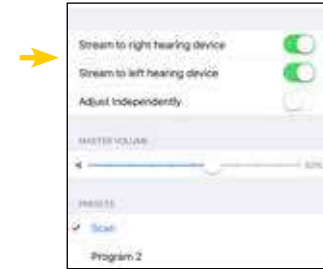 Stream to right hearing device
Stream to left hearing device
Adjust Independently
MASTER VOLUME
PRESETS
Program 2